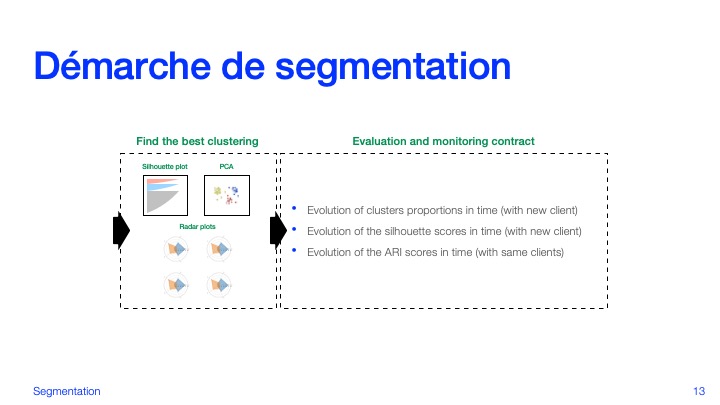 Démarche de segmentation
Find the best clustering
Evaluation and monitoring contract
Silhouette plot
PCA
Radar plots
• Evolution of clusters proportions in time (with new client)
• Evolution of the silhouette scores in time (with new client)
• Evolution of the ARI scores in time (with same clients)
Segmentation
13